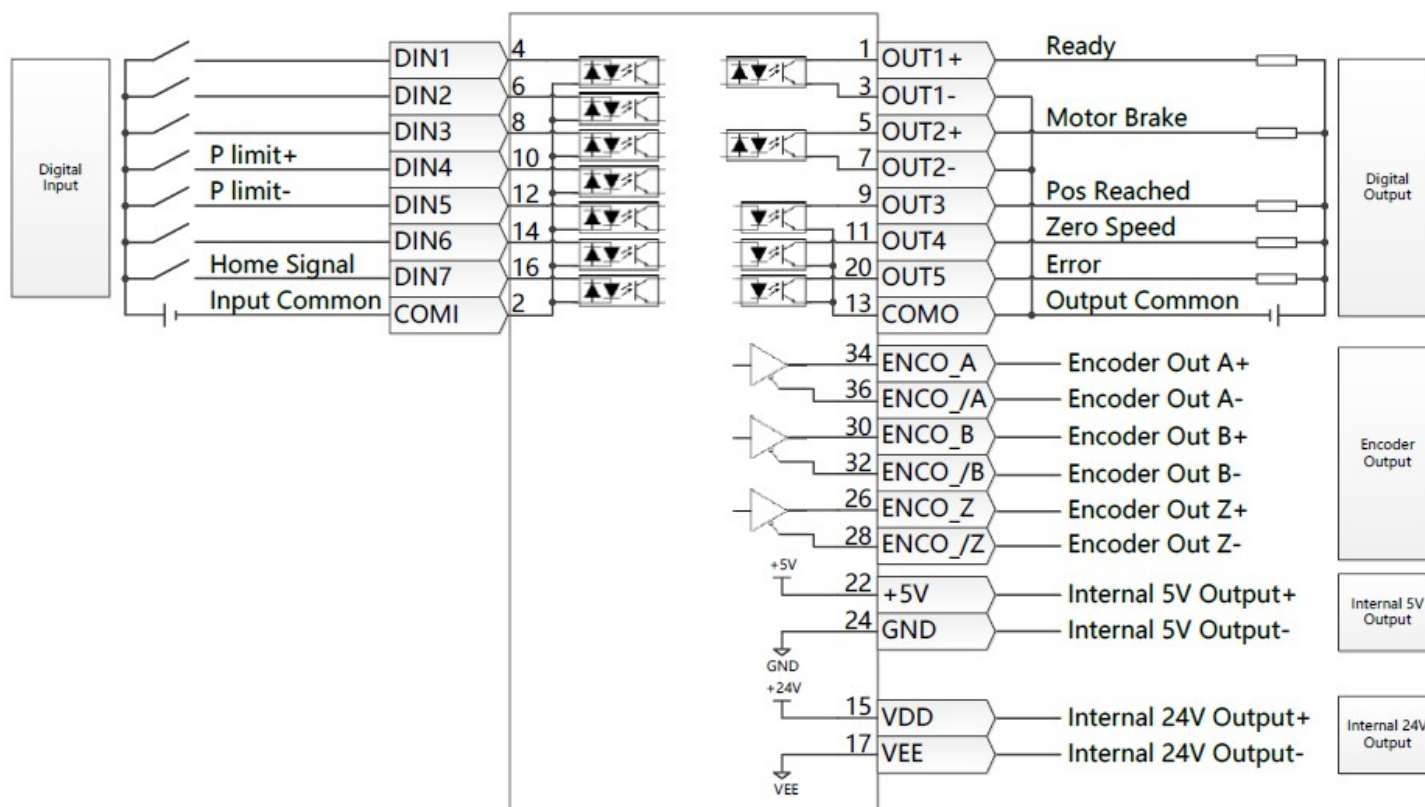 Digital
Input
P limit+
P limit-
Home Signal
Input Common
DIN1
DIN2
DIN3
DIN4
DIN5
DIN6
DIN7
COMI
4
6
8
10
12
14
16
2
1 OUT1+ Ready
3 OUT1-
5 OUT2+ Motor Brake
7 OUT2-
9 OUT3 Pos Reached
11 OUT4 Zero Speed
20 OUT5 Error
13 COMO Output Common
Digital
Output
34 ENCO_A Encoder Out A+
36 ENCO_/A Encoder Out A-
30 ENCO_B Encoder Out B+
32 ENCO_/B Encoder Out B-
26 ENCO_Z Encoder Out Z+
28 ENCO_/Z Encoder Out Z-
Encoder
Output
+5V
22 +5V Internal 5V Output+
24 GND Internal 5V Output-
GND
Internal 5V
Output
+24V
15 VDD Internal 24V Output+
17 VEE Internal 24V Output-
VEE
Internal 24V
Output